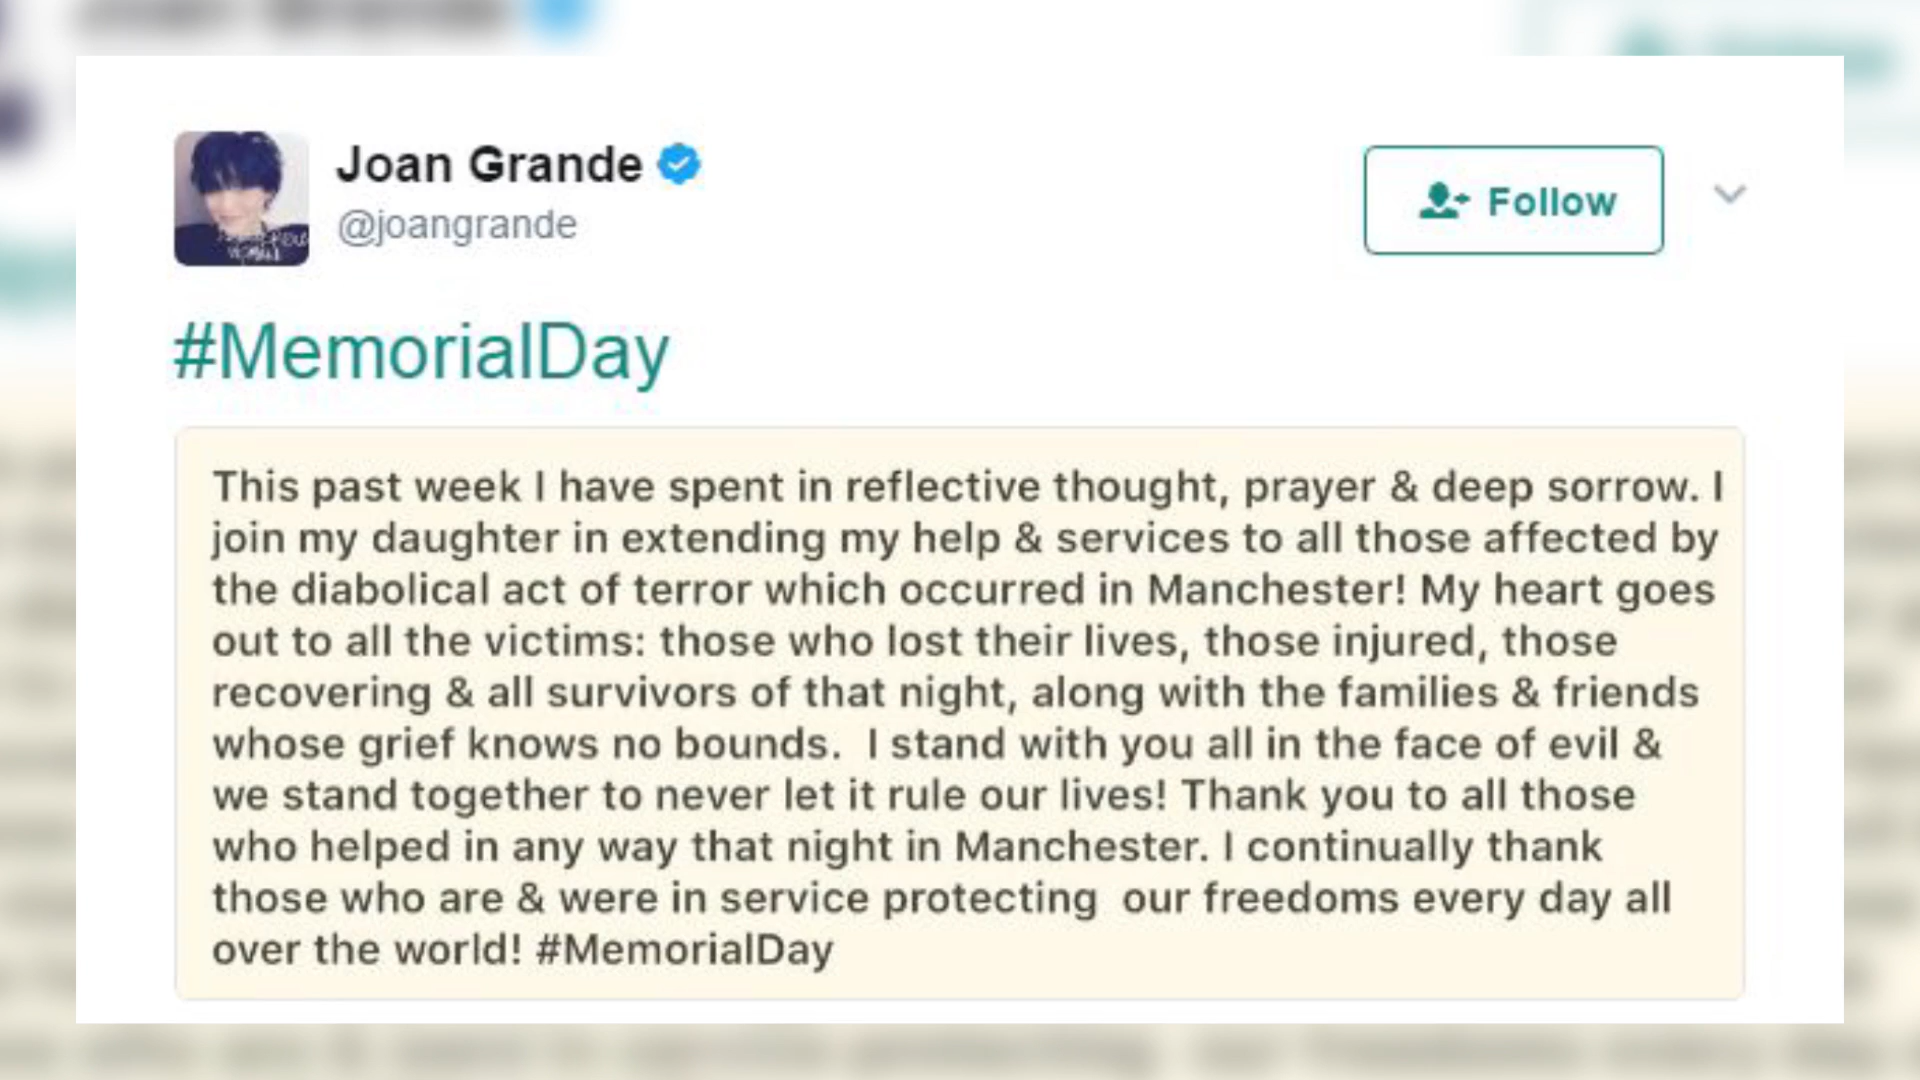 Joan Grande
@joangrande
Follow
#MemorialDay
This past week I have spent in reflective thought, prayer & deep sorrow. I
join my daughter in extending my help & services to all those affected by
the diabolical act of terror which occurred in Manchester! My heart goes
out to all the victims: those who lost their lives, those injured, those
recovering & all survivors of that night, along with the families & friends
whose grief knows no bounds.  I stand with you all in the face of evil &
we stand together to never let it rule our lives! Thank you to all those
who helped in any way that night in Manchester. I continually thank
those who are & were in service protecting  our freedoms every day all
over the world! #MemorialDay